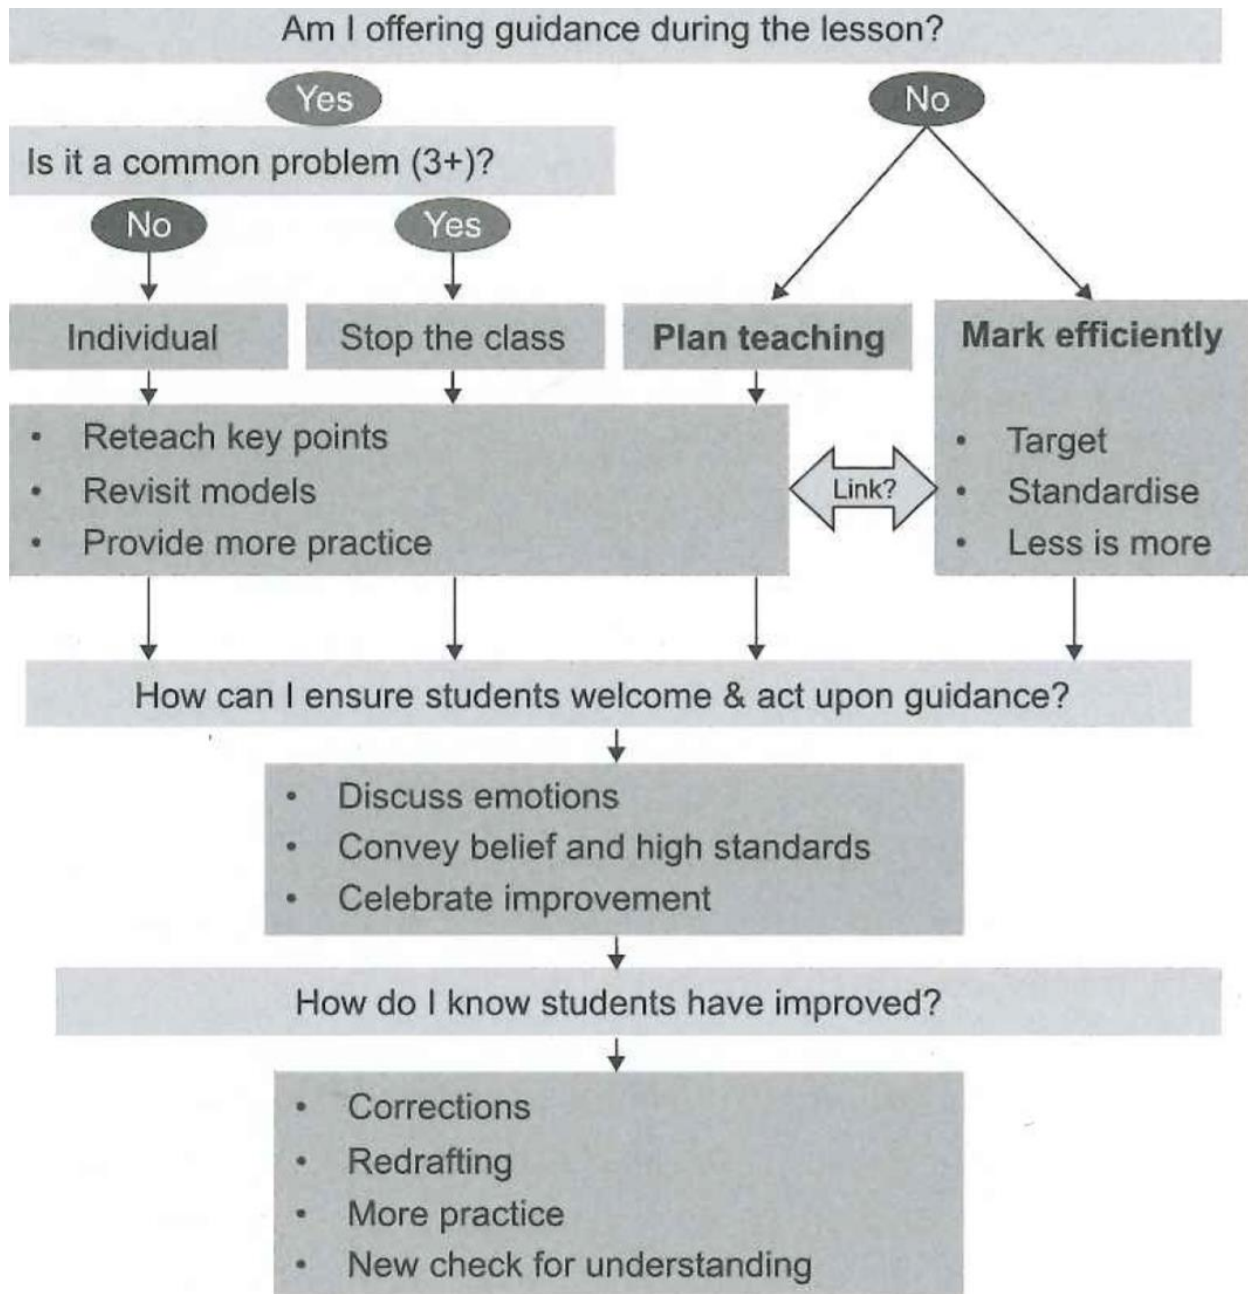 Am I offering guidance during the lesson?
Yes
No
Is it a common problem (3+)?
No
Yes
Individual
Stop the class
Plan teaching
Mark efficiently
• Reteach key points
• Revisit models
• Provide more practice
Link?
• Target
• Standardise
• Less is more
How can I ensure students welcome & act upon guidance?
• Discuss emotions
• Convey belief and high standards
• Celebrate improvement
How do I know students have improved?
• Corrections
• Redrafting
• More practice
• New check for understanding